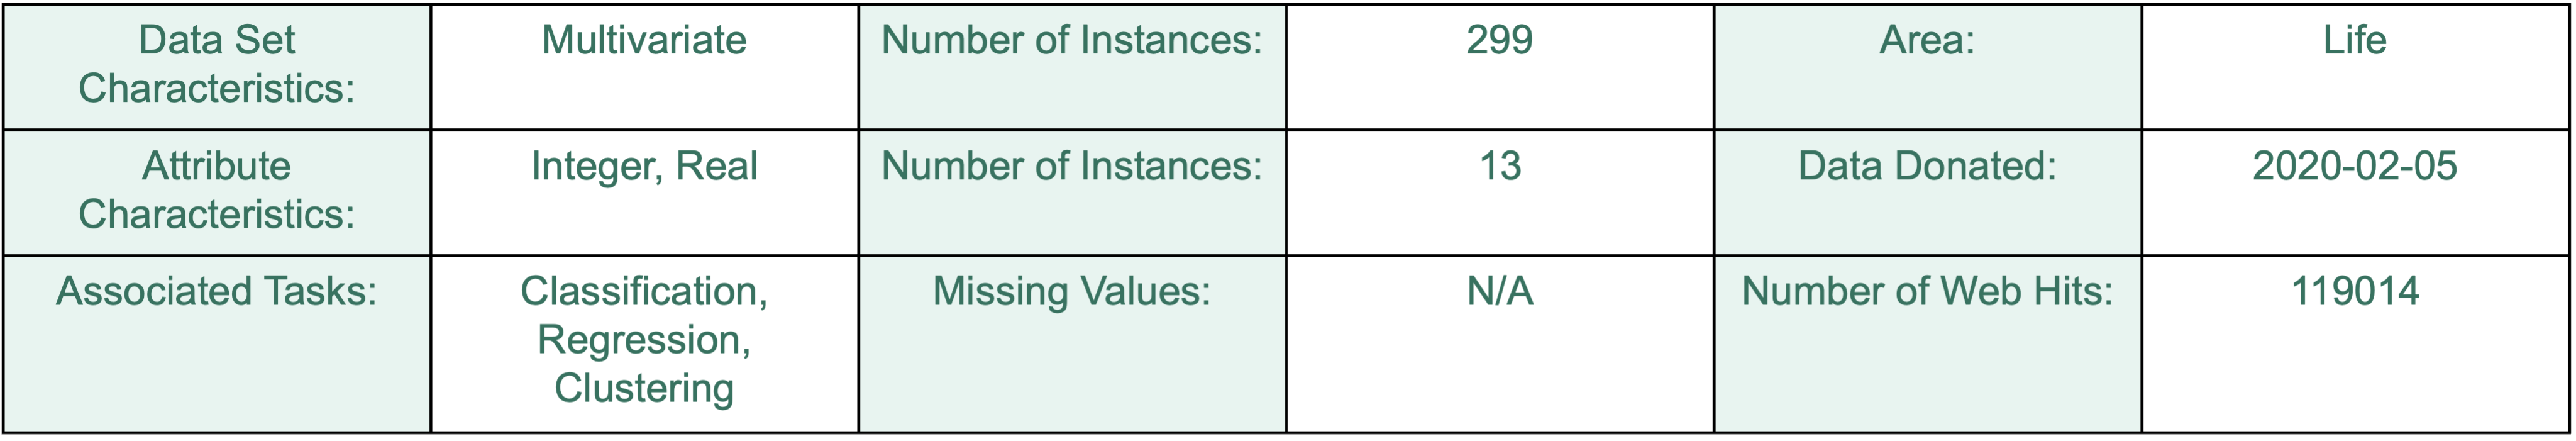 Data Set
Characteristics:
Multivariate
Number of Instances:
299
Area:
Life
Attribute
Characteristics:
Integer, Real
Number of Instances:
13
Data Donated:
2020-02-05
Associated Tasks:
Classification,
Regression,
Clustering
Missing Values:
N/A
Number of Web Hits:
119014